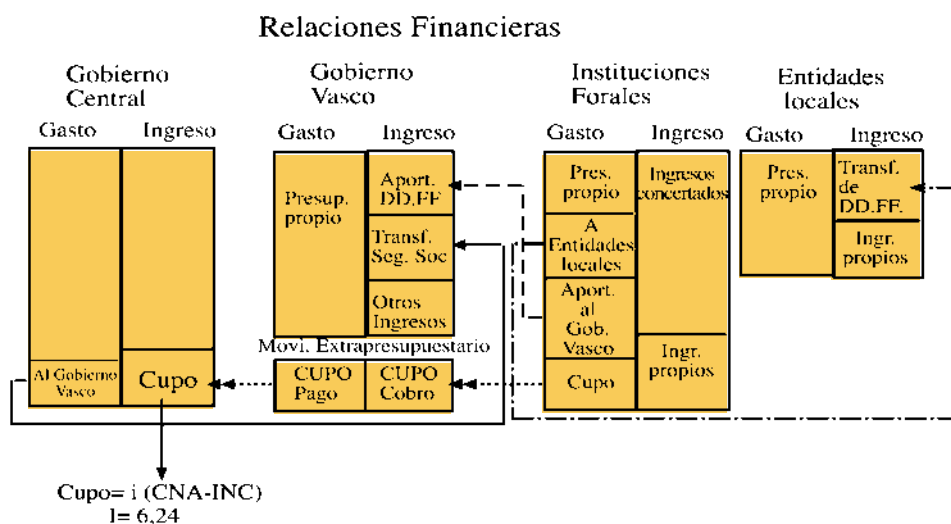 Relaciones Financieras
Gobierno
Central
Gasto
Ingreso
Al Gobierno
Vasco
Cupo
Gobierno
Vasco
Gasto
Ingreso
Presup.
propio
Aport.
DD.FF
Transf.
Seg. Soc
Otros
Ingresos
Movi. Extrapresupuestario
CUPO
Pago
CUPO
Cobro
Instituciones
Forales
Gasto
Ingreso
Pres.
propio
A
Entidades
locales
Aport.
al
Gob.
Vasco
Cupo
Ingresos
concertados
Ingr.
propios
Entidades
locales
Gasto
Ingreso
Pres.
propio
Transf.
de
DD.FF.
Ingr.
propios
Cupo= i (CNA-INC)
I= 6,24